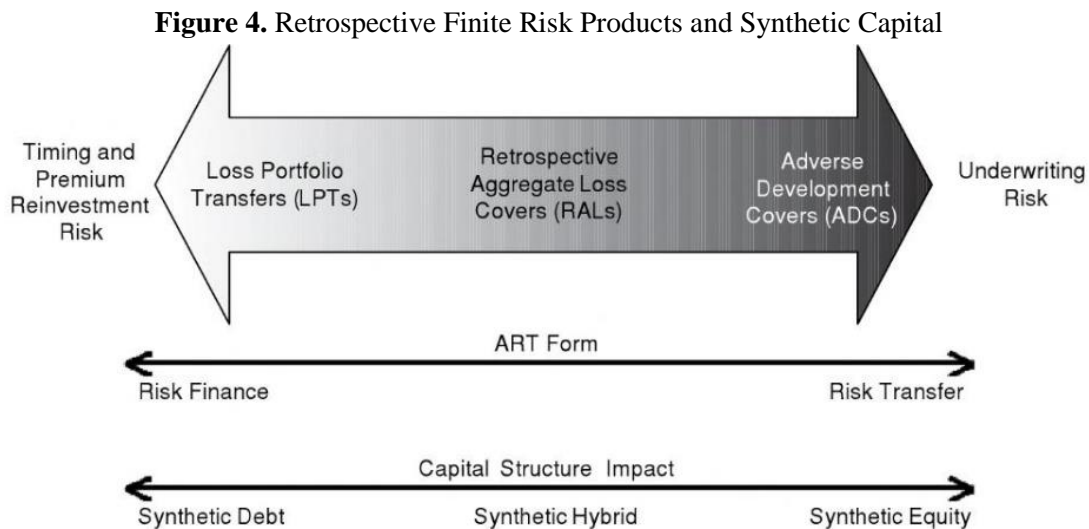 Figure 4. Retrospective Finite Risk Products and Synthetic Capital
Timing and
Premium
Reinvestment
Risk
Loss Portfolio
Transfers (LPTs)
Retrospective
Aggregate Loss
Covers (RALs)
Adverse
Development
Covers (ADCs)
Underwriting
Risk
ART Form
Risk Finance
Risk Transfer
Capital Structure Impact
Synthetic Debt
Synthetic Hybrid
Synthetic Equity